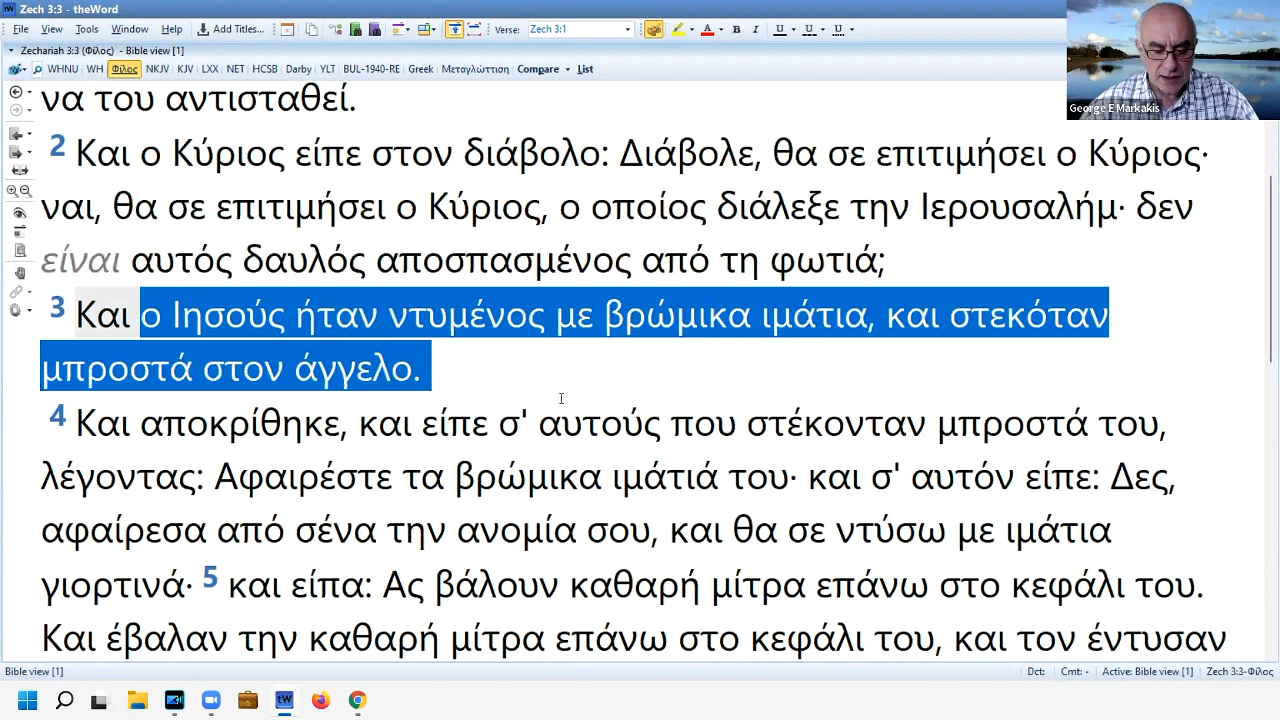 Zech 3:3 - theWord
File View Tools Window Help Add Titles... Verse: Zech 3:1 B I U U U
Zechariah 3:3 (Φίλος) - Bible view [1]
WHNU WH Φίλος NKJV KJV LXX NET HCSB Darby YLT BUL-1940-RL Greek Μεταγλώττιση Compare List
George E Markakis
να του αντισταθεί.
2 Και ο Κύριος είπε στον διάβολο: Διάβολε, θα σε επιτιμήσει ο Κύριος·
ναι, θα σε επιτιμήσει ο Κύριος, ο οποίος διάλεξε την Ιερουσαλήμ· δεν
είναι αυτός δαυλός αποσπασμένος από τη φωτιά;
3 Και ο Ιησούς ήταν ντυμένος με βρώμικα ιμάτια, και στεκόταν
μπροστά στον άγγελο.
4 Και αποκρίθηκε, και είπε σ' αυτούς που στέκονταν μπροστά του,
λέγοντας: Αφαιρέστε τα βρώμικα ιμάτιά του· και σ' αυτόν είπε: Δες,
αφαίρεσα από σένα την ανομία σου, και θα σε ντύσω με ιμάτια
γιορτινά· 5 και είπα: Ας βάλουν καθαρή μίτρα επάνω στο κεφάλι του.
Και έβαλαν την καθαρή μίτρα επάνω στο κεφάλι του, και τον έντυσαν
Bible view [1] Dct: Cmt: - Active: Bible view [1] Zech 3:3-Φίλος